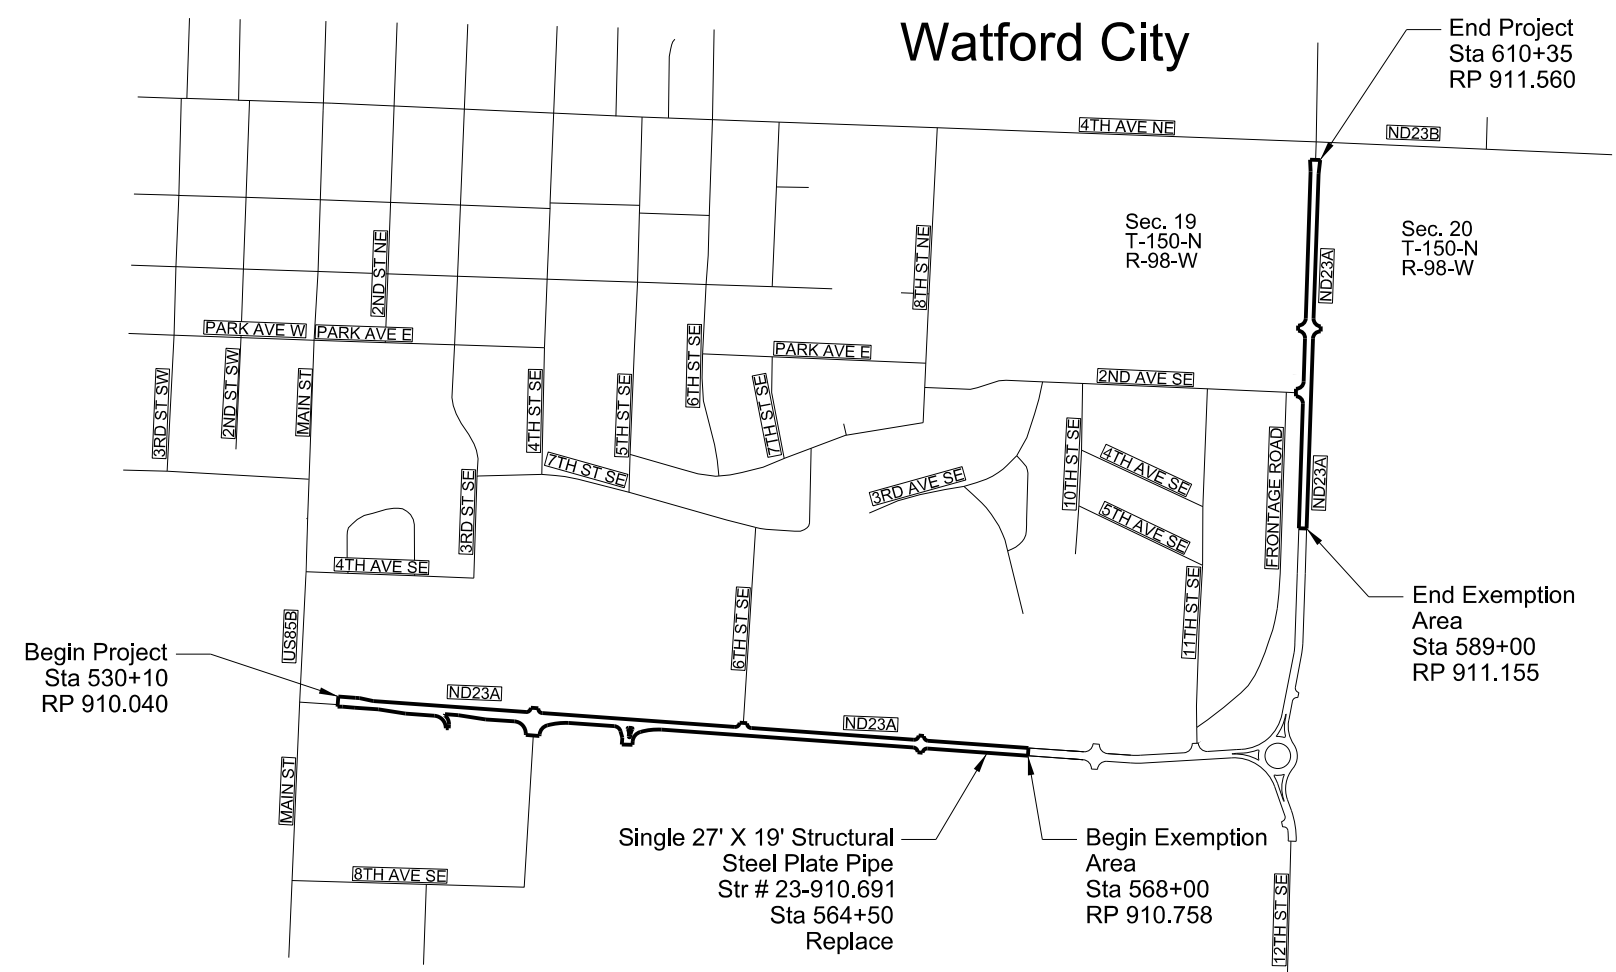 Watford City
End Project
Sta 610+35
RP 911.560
4TH AVE NE
ND23B
Sec. 19
T-150-N
R-98-W
Sec. 20
T-150-N
R-98-W
2ND ST NE
8TH ST NE
ND23A
PARK AVE W
PARK AVE E
6TH ST SE
PARK AVE E
3RD ST SW
2ND ST SW
MAIN ST
4TH ST SE
5TH ST SE
7TH ST SE
2ND AVE SE
7TH ST SE
3RD AVE SE
10TH ST SE
4TH AVE SE
5TH AVE SE
FRONTAGE ROAD
ND23A
3RD ST SE
4TH AVE SE
US85B
6TH ST SE
11TH ST SE
End Exemption
Area
Sta 589+00
RP 911.155
Begin Project
Sta 530+10
RP 910.040
ND23A
ND23A
MAIN ST
Single 27' X 19' Structural
Steel Plate Pipe
Str # 23-910.691
Sta 564+50
Replace
Begin Exemption
Area
Sta 568+00
RP 910.758
8TH AVE SE
12TH ST SE